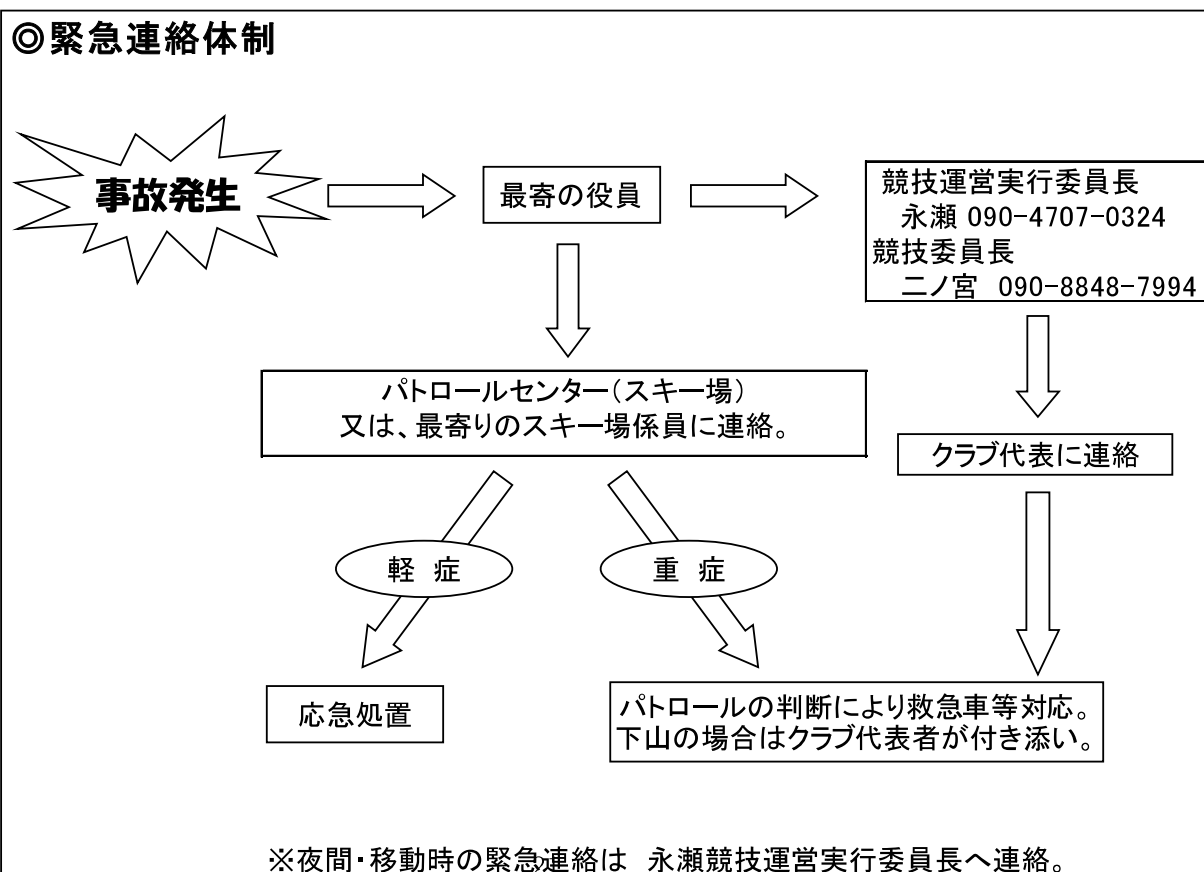 ◎緊急連絡体制
事故発生
最寄の役員
競技運営実行委員長
永瀬 090-4707-0324
競技委員長
二ノ宮 090-8848-7994
パトロールセンター(スキー場)
又は、最寄りのスキー場係員に連絡。
クラブ代表に連絡
軽 症
重 症
応急処置
パトロールの判断により救急車等対応。
下山の場合はクラブ代表者が付き添い。
※夜間・移動時の緊急連絡は 永瀬競技運営実行委員長へ連絡。